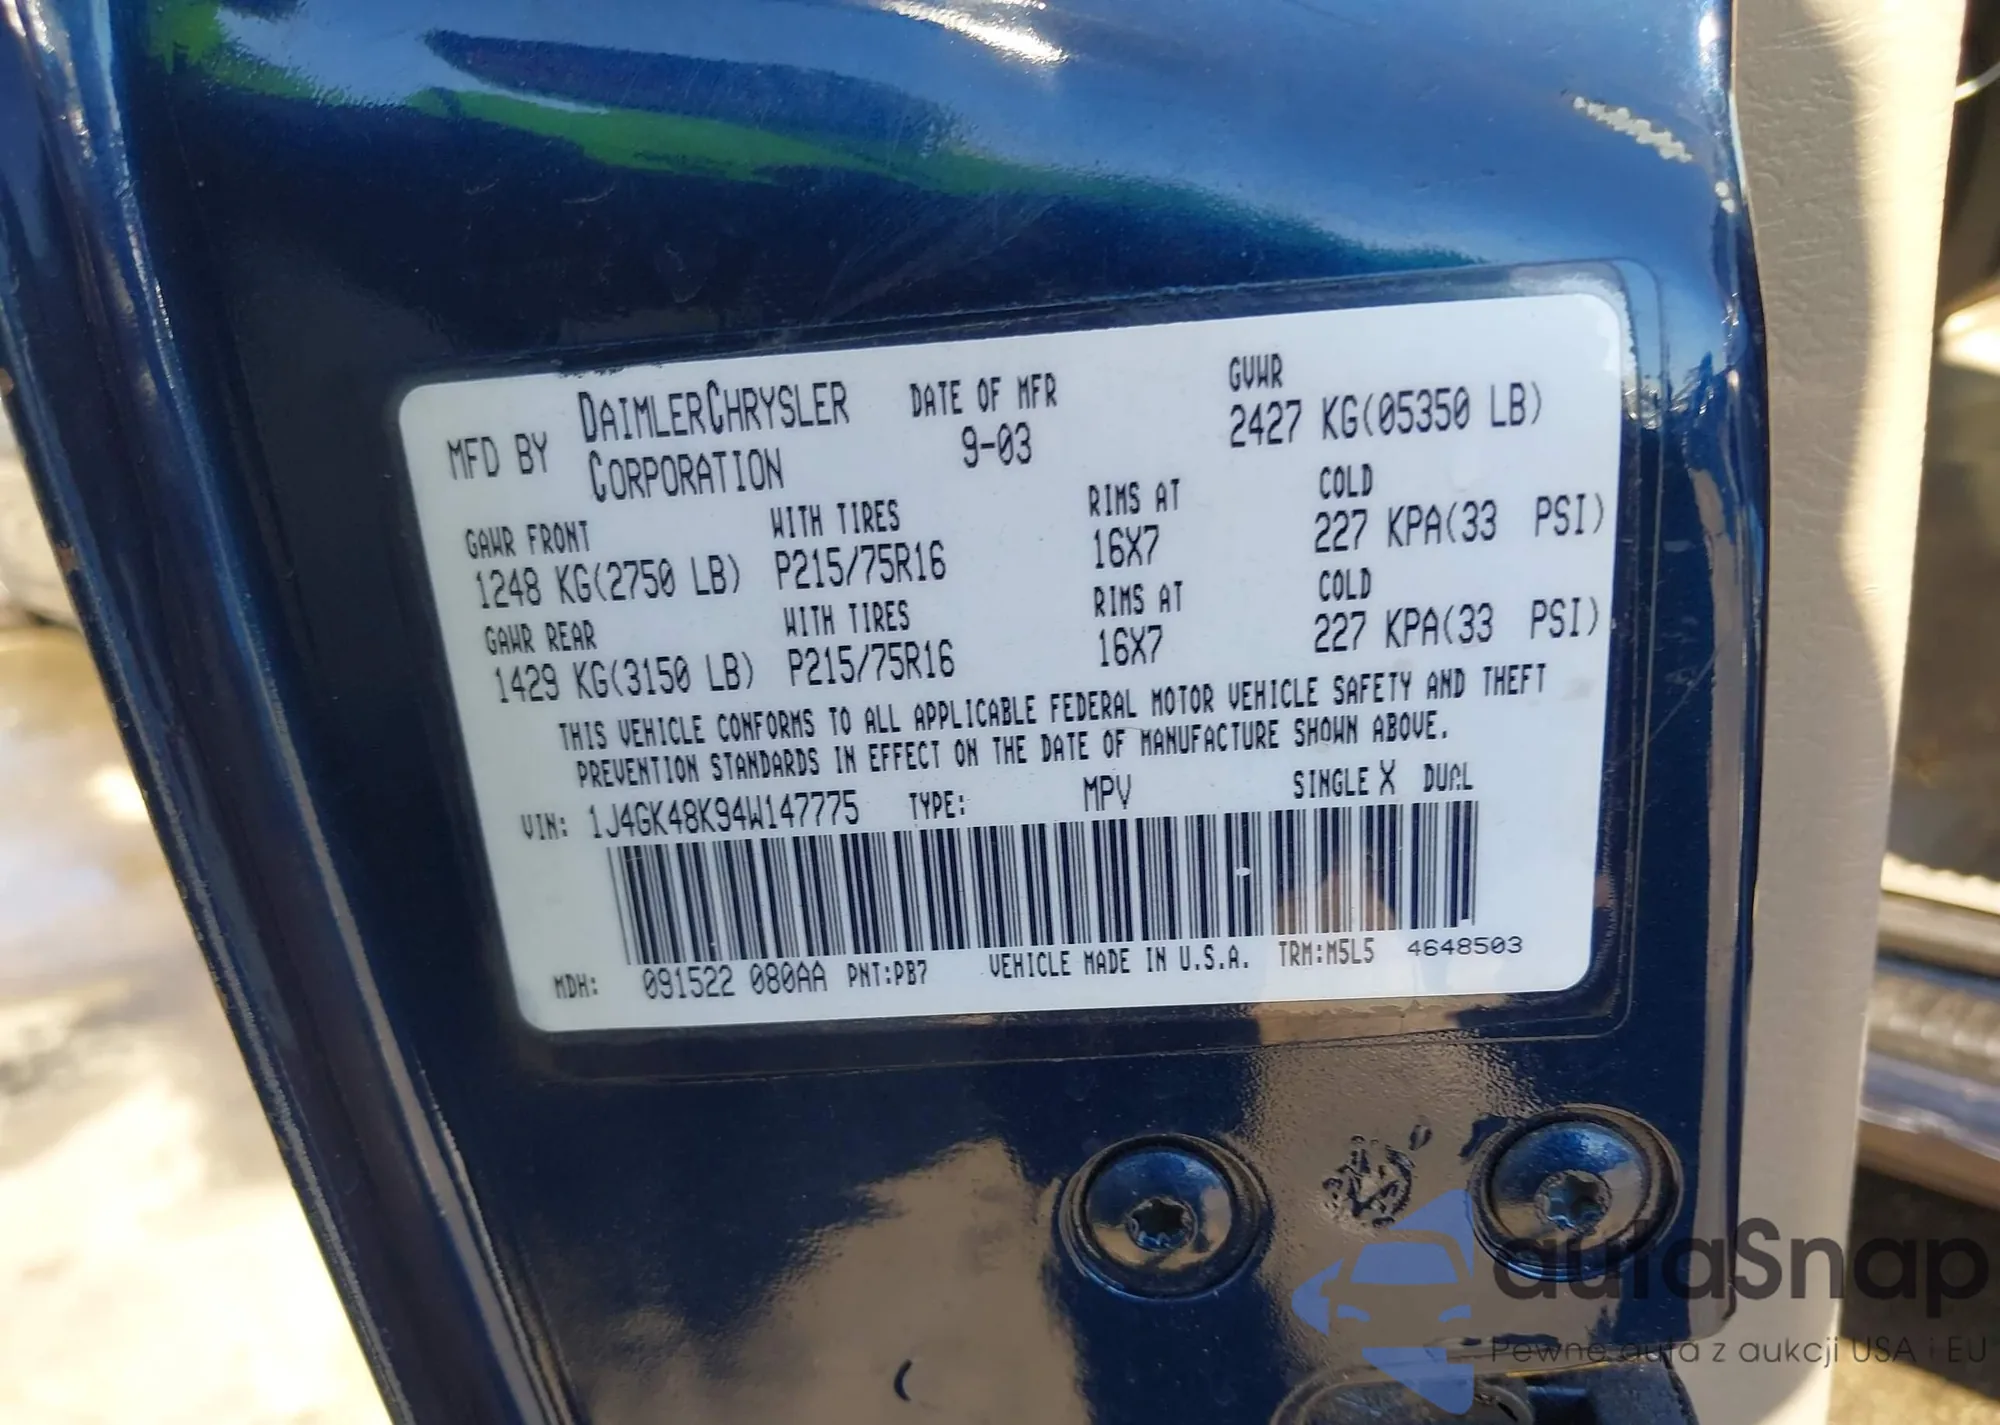 MFD BY DAIMLERCHRYSLER CORPORATION DATE OF MFR 9-03 GVWR 2427 KG(05350 LB)
GAWR FRONT WITH TIRES RIMS AT COLD
1248 KG(2750 LB) P215/75R16 16X7 227 KPA(33 PSI)
GAWR REAR WITH TIRES RIMS AT COLD
1429 KG(3150 LB) P215/75R16 16X7 227 KPA(33 PSI)
THIS VEHICLE CONFORMS TO ALL APPLICABLE FEDERAL MOTOR VEHICLE SAFETY AND THEFT
PREVENTION STANDARDS IN EFFECT ON THE DATE OF MANUFACTURE SHOWN ABOVE.
VIN: 1J4GK48K94W147775 TYPE: MPV SINGLE X DUAL
MDH: 091522 080AA PNT:PB7 VEHICLE MADE IN U.S.A. TRM:M5L5 4648503
autaSnap
Pewne auta z aukcji USA i EU